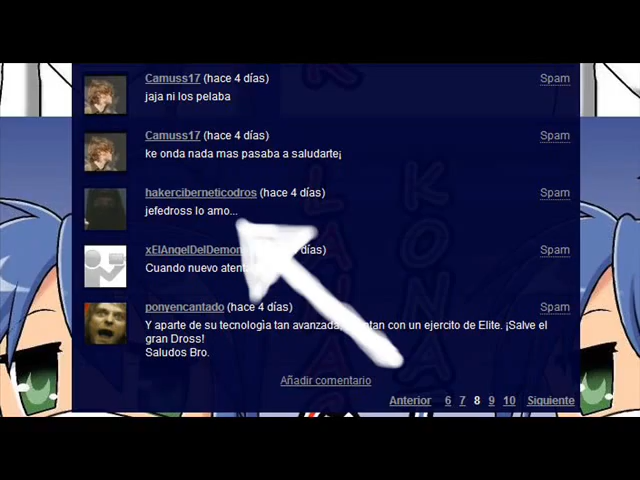 Camuss17 (hace 4 días) Spam
jaja ni los pelaba
Camuss17 (hace 4 días) Spam
ke onda nada mas pasaba a saludarte¡
hakerciberneticodros (hace 4 días) Spam
jefedross lo amo...
días) Spam
Cuando nuevo
ponyencantado (hace 4 días) Spam
Y aparte de su tecnologìa tan avanzada, con un ejercito de Elite. ¡Salve el
gran Dross!
Saludos Bro.
Añadir comentario
Anterior 6 7 8 9 10 Siguiente